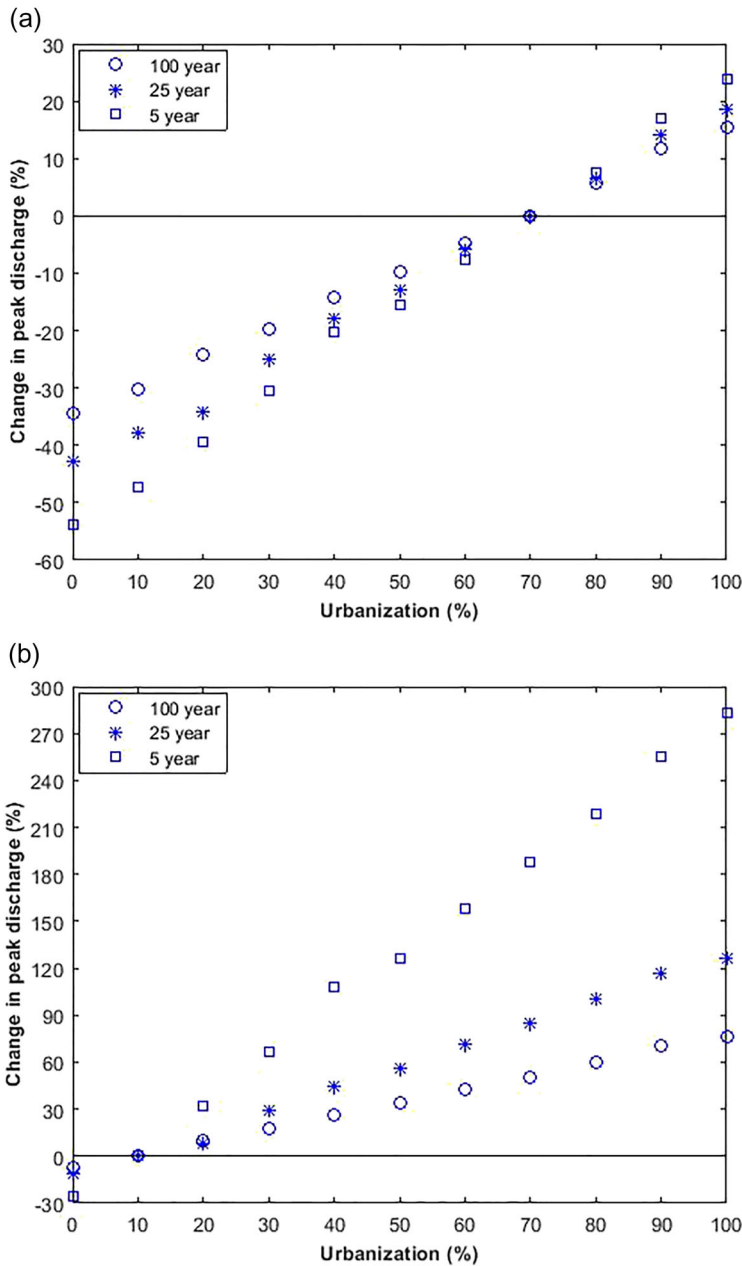 (a)
100 year
25 year
5 year
Change in peak discharge (%)
30
20
10
0
-10
-20
-30
-40
-50
-60
0 10 20 30 40 50 60 70 80 90 100
Urbanization (%)
(b)
100 year
25 year
5 year
Change in peak discharge (%)
300
270
240
210
180
150
120
90
60
30
0
-30
0 10 20 30 40 50 60 70 80 90 100
Urbanization (%)